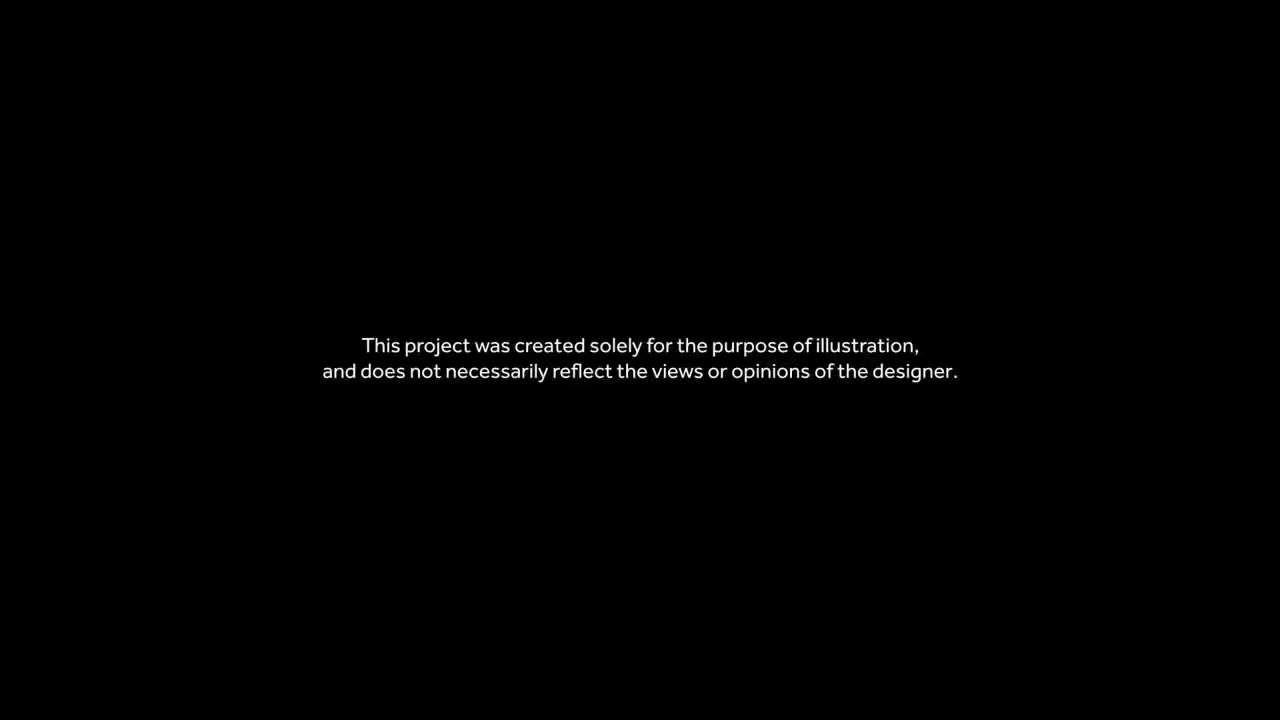 This project was created solely for the purpose of illustration,
and does not necessarily reflect the views or opinions of the designer.